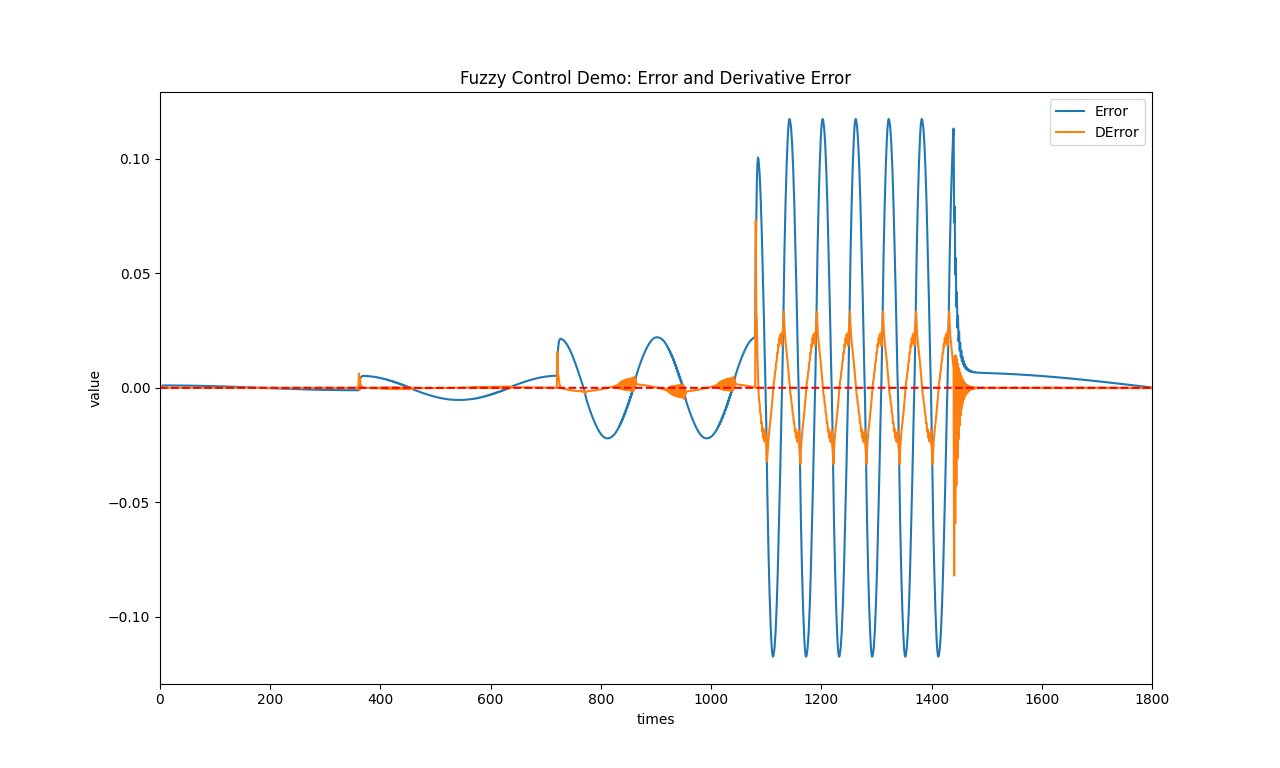 Fuzzy Control Demo: Error and Derivative Error
Error
DError
0.10
0.05
0.00
−0.05
−0.10
value
0 200 400 600 800 1000 1200 1400 1600 1800
times